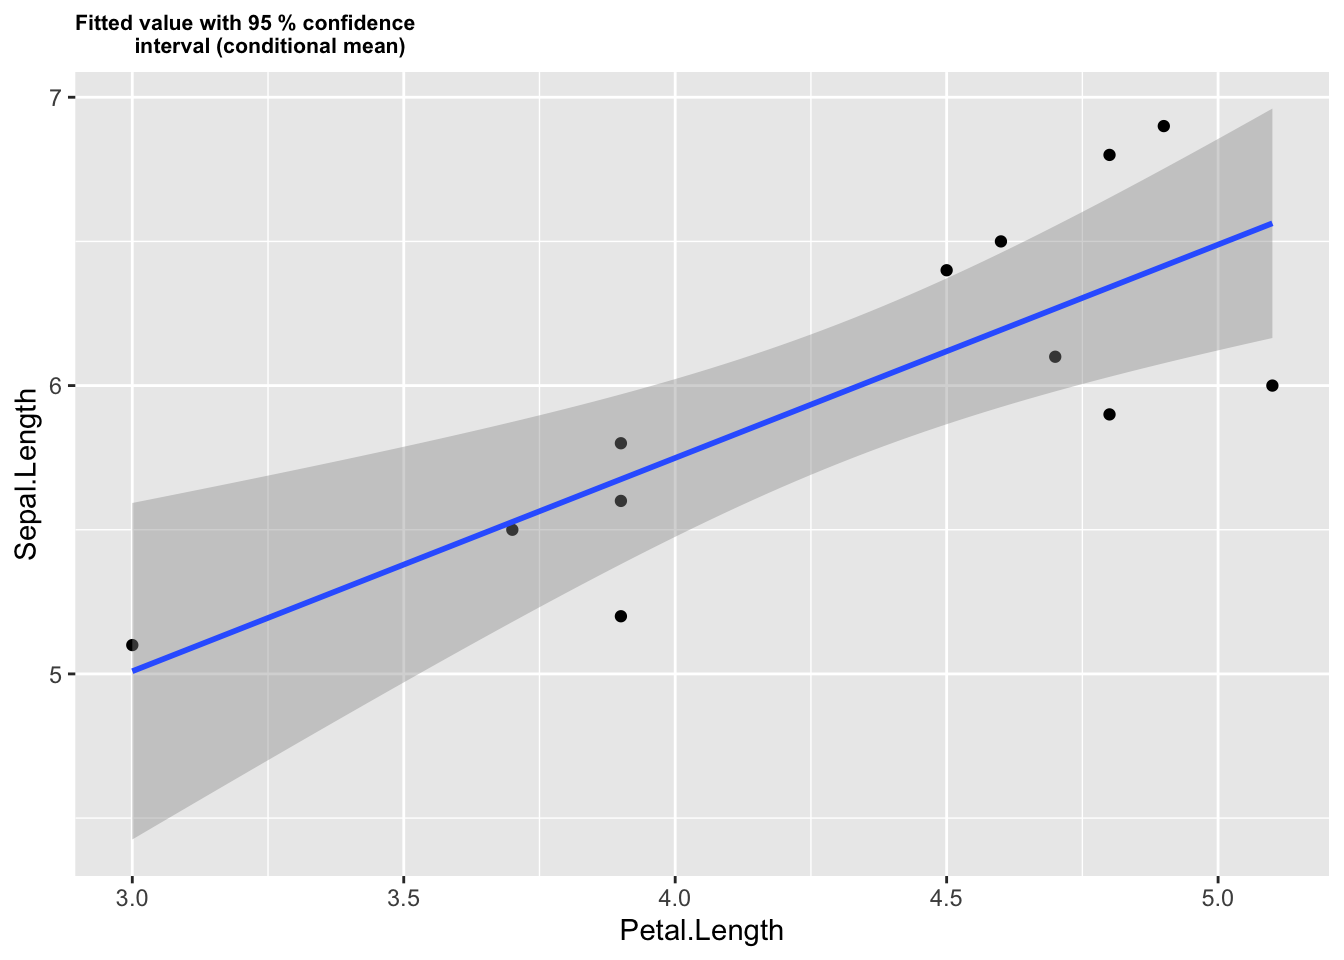 Fitted value with 95 % confidence
interval (conditional mean)
7
6
5
Sepal.Length
3.0 3.5 4.0 4.5 5.0
Petal.Length